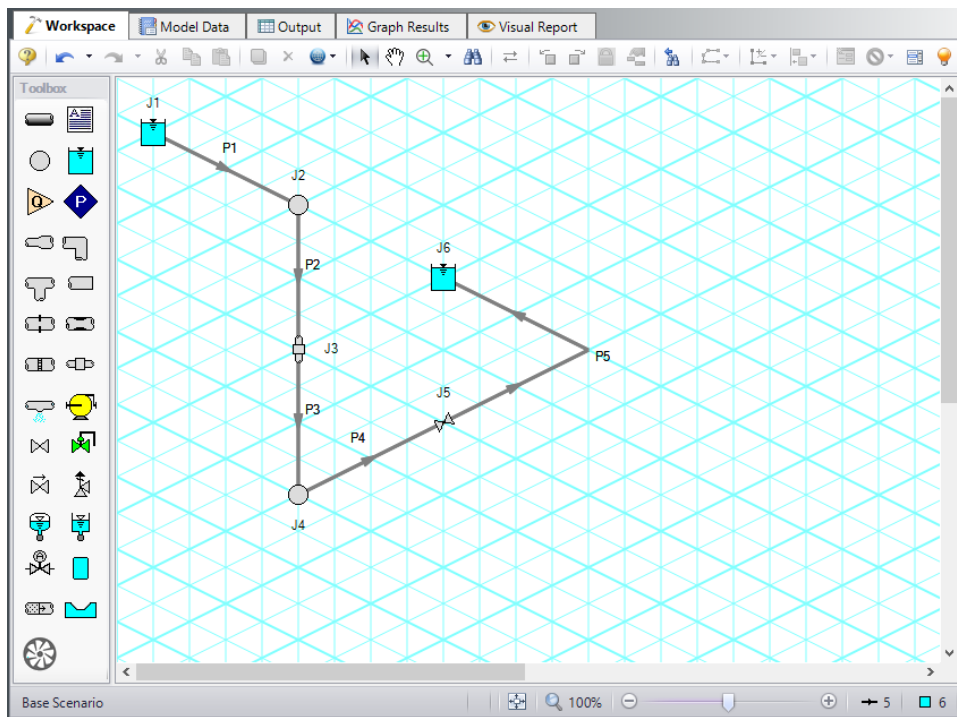 Workspace Model Data Output Graph Results Visual Report
Toolbox
J1
P1
J2
P2
J6
J3
P5
J5
P3
P4
J4
Base Scenario 100% 5 6